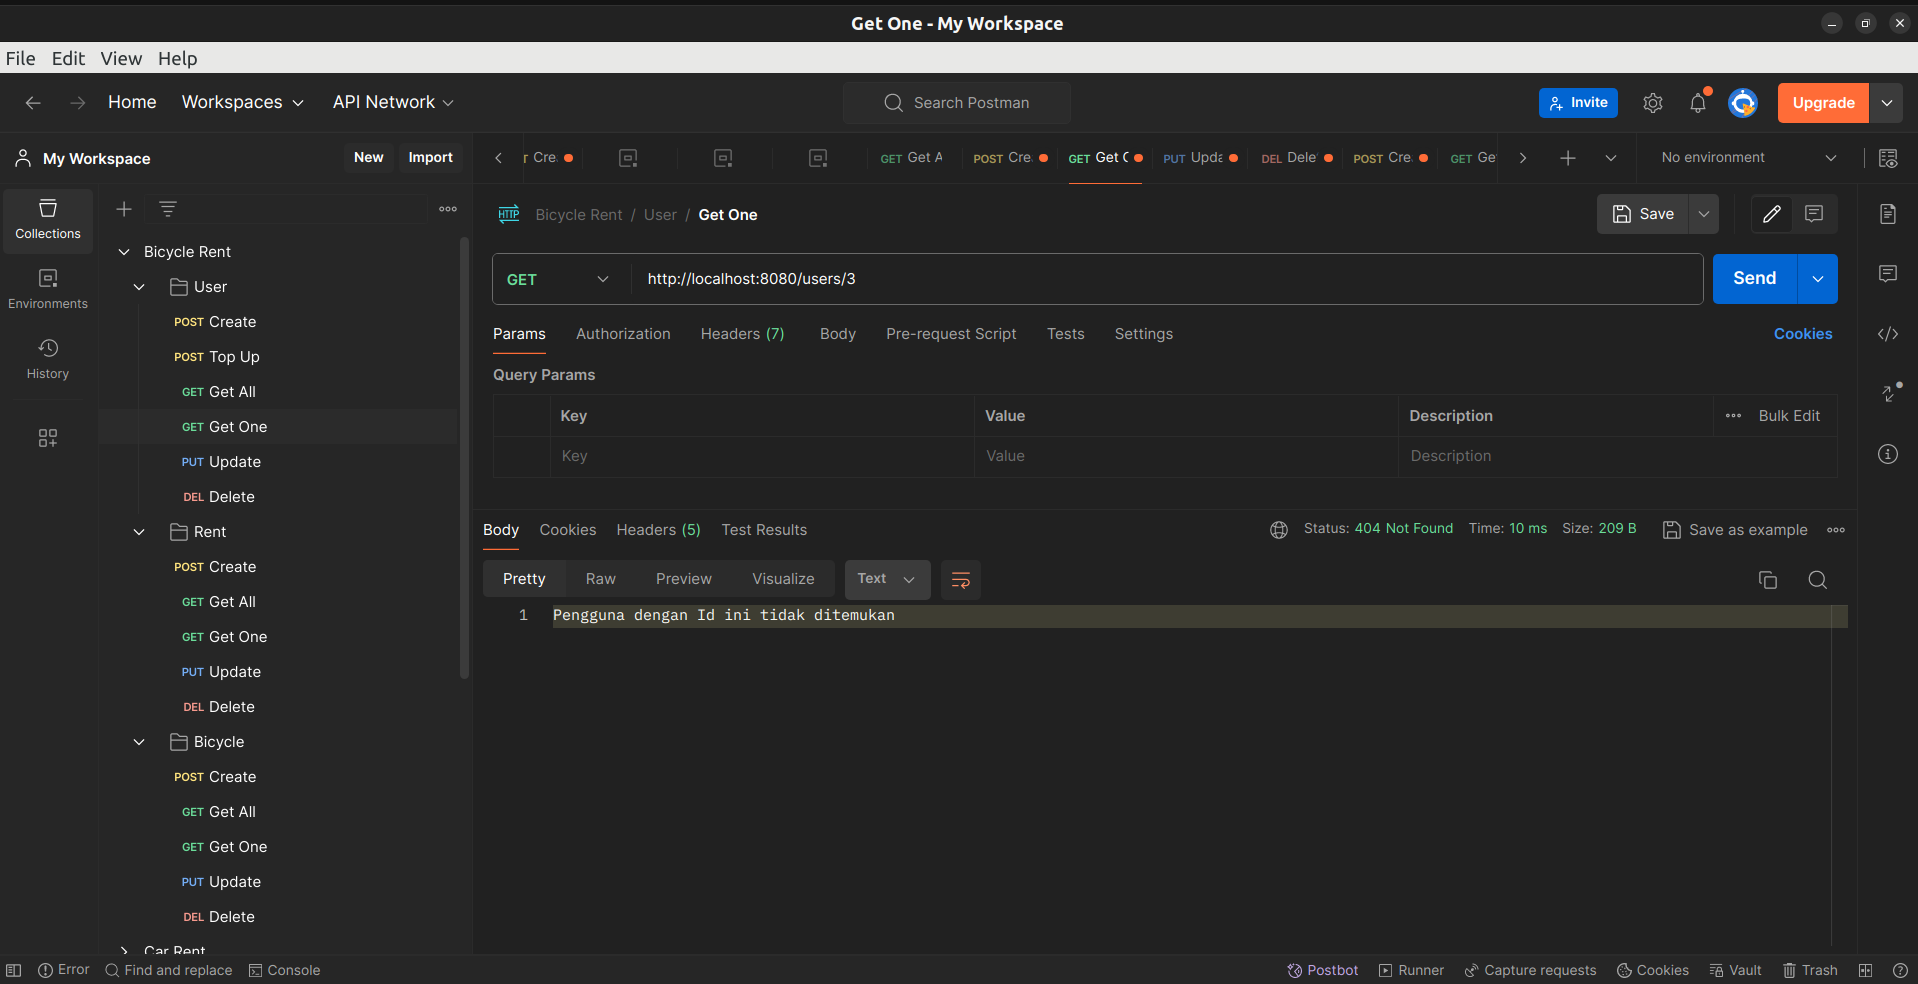 Get One - My Workspace
File Edit View Help
Home Workspaces API Network Search Postman Invite Upgrade
My Workspace New Import Cre GET Get A POST Cre GET Get PUT Upda DEL Dele POST Cre GET Ge No environment
Collections
Environments
History
Bicycle Rent
User
POST Create
POST Top Up
GET Get All
GET Get One
PUT Update
DEL Delete
Rent
POST Create
GET Get All
GET Get One
PUT Update
DEL Delete
Bicycle
POST Create
GET Get All
GET Get One
PUT Update
DEL Delete
Car Rent
HTTP Bicycle Rent / User / Get One Save
GET http://localhost:8080/users/3 Send
Params Authorization Headers (7) Body Pre-request Script Tests Settings Cookies
Query Params
Key Value Description Bulk Edit
Key Value Description
Body Cookies Headers (5) Test Results Status: 404 Not Found Time: 10 ms Size: 209 B Save as example
Pretty Raw Preview Visualize Text
1 Pengguna dengan Id ini tidak ditemukan
Error Find and replace Console Postbot Runner Capture requests Cookies Vault Trash